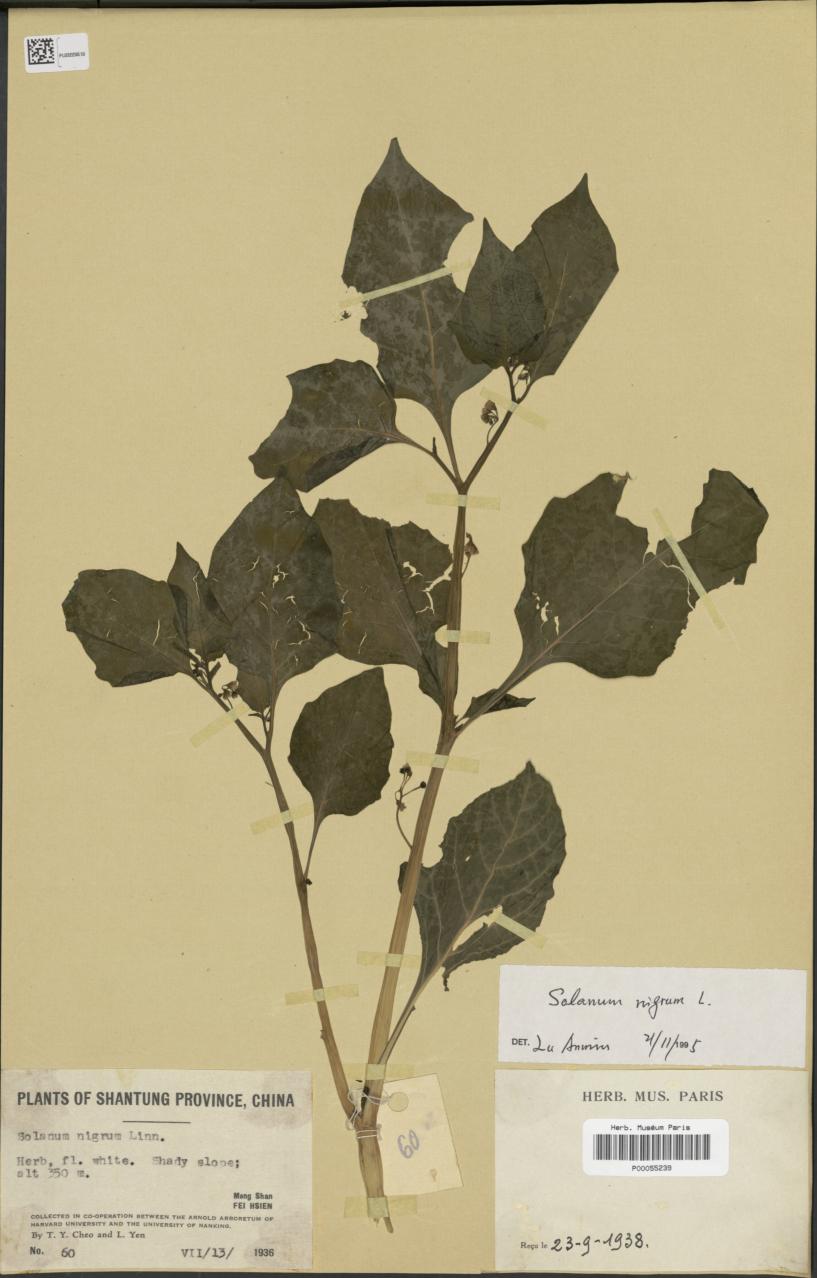 Solanum nigrum L.
DET. Lu Anmin 21/11/1995
PLANTS OF SHANTUNG PROVINCE, CHINA
Solanum nigrum Linn.
Herb, fl. white. Shady slope;
alt 350 m.
Meng Shan
FEI HSIEN
COLLECTED IN CO-OPERATION BETWEEN THE ARNOLD ARBORETUM OF
HARVARD UNIVERSITY AND THE UNIVERSITY OF NANKING.
By T. Y. Cheo and L. Yen
No. 60 VII/13/ 1936
60
HERB. MUS. PARIS
Herb. Muséum Paris
P00055239
Reçu le 23-9-1938.